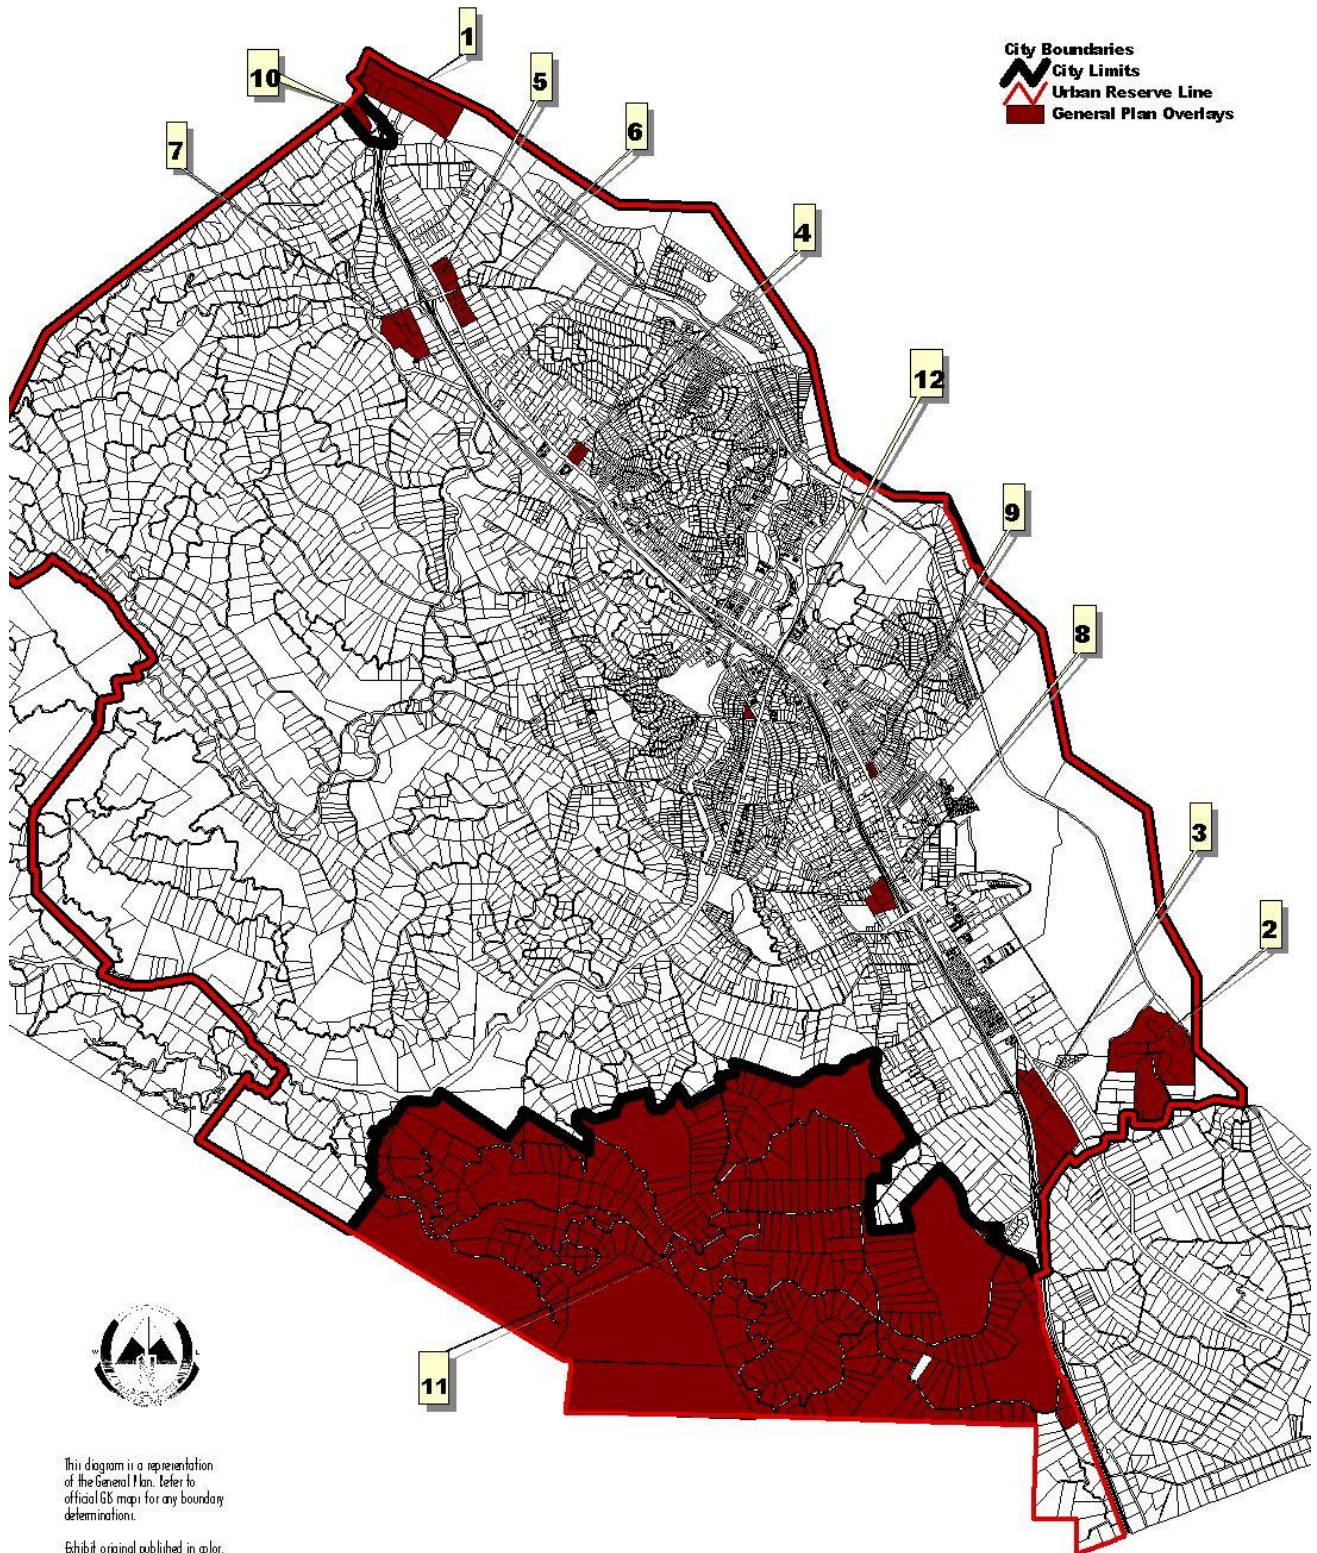 1
10
5
6
7
4
12
9
8
3
2
11
City Boundaries
City Limits
Urban Reserve Line
General Plan Overlays
W
This diagram is a representation
of the General Plan. Refer to
official GIS maps for any boundary
determinations.
Exhibit original published in color.